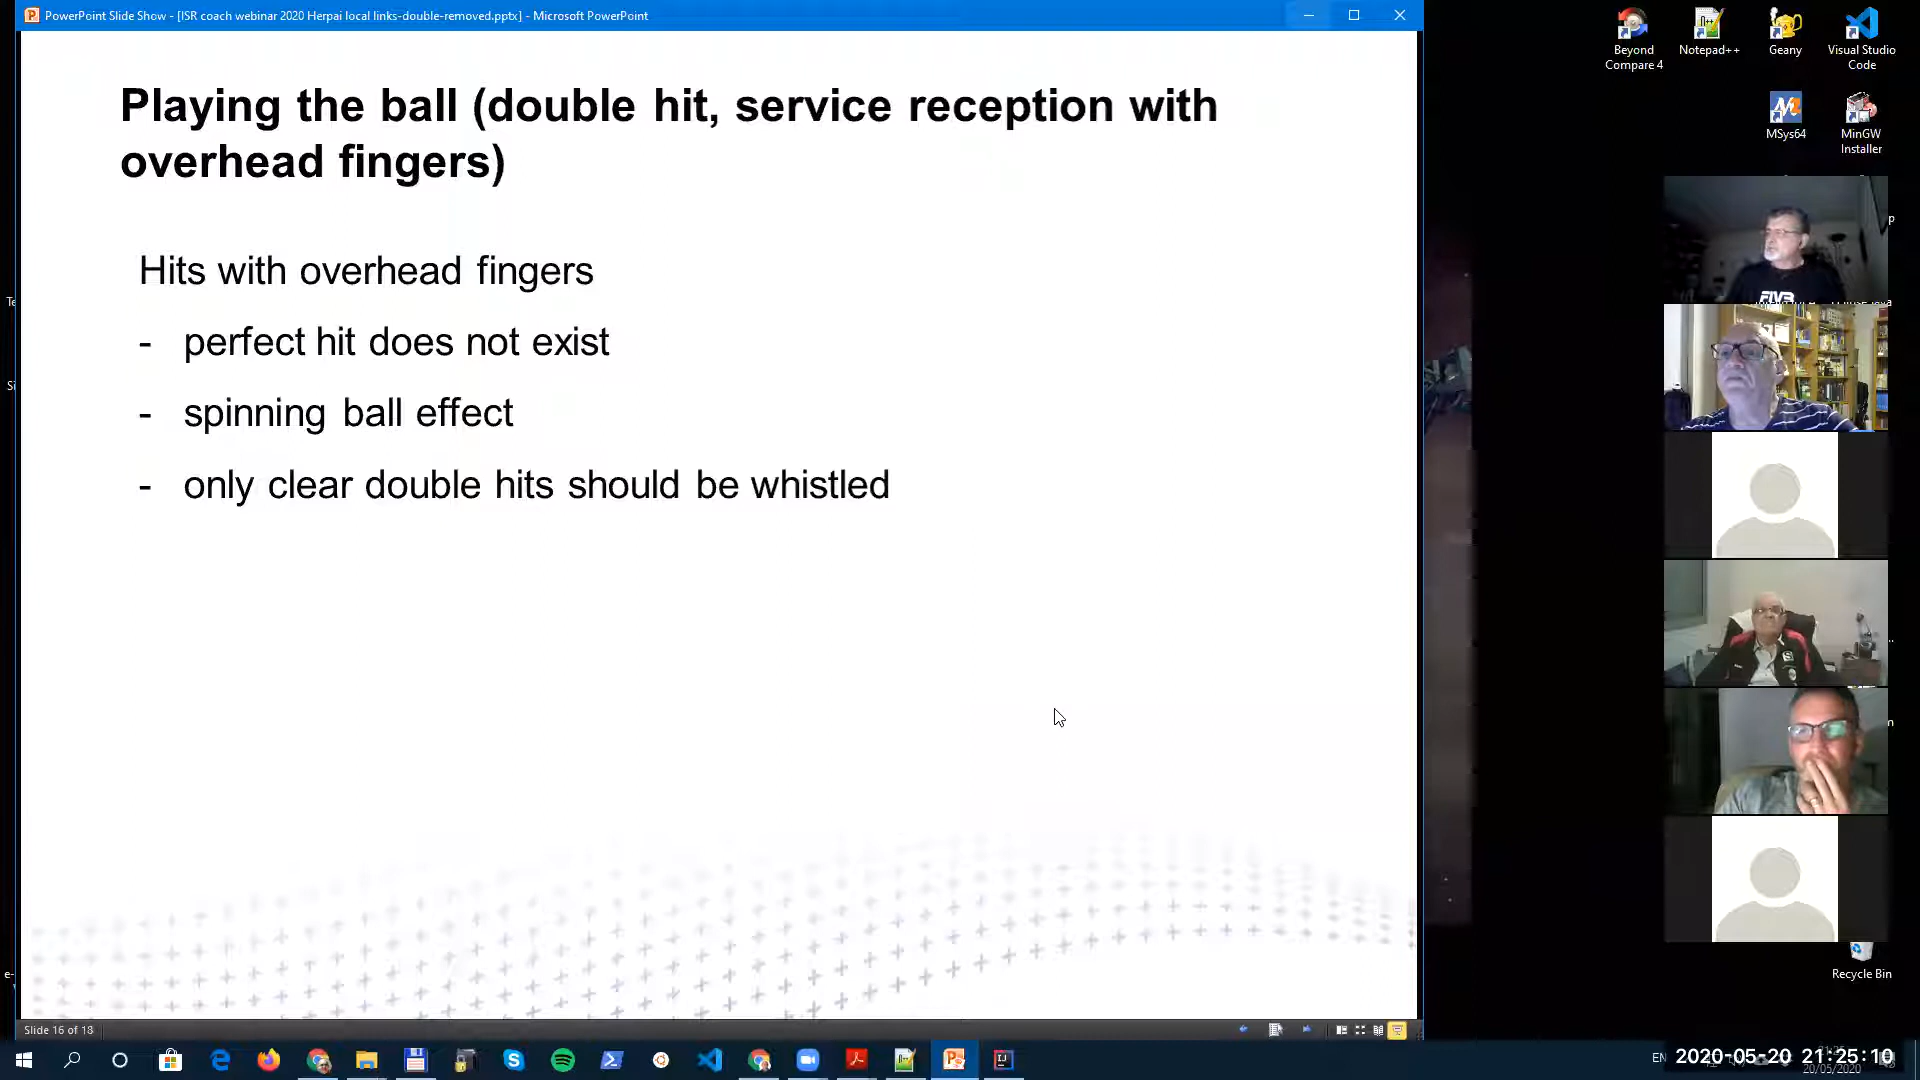 PowerPoint Slide Show - [ISR coach webinar 2020 Herpai local links-double-removed.pptx] - Microsoft PowerPoint
Playing the ball (double hit, service reception with
overhead fingers)
Hits with overhead fingers
- perfect hit does not exist
- spinning ball effect
- only clear double hits should be whistled
Slide 16 of 18
Beyond
Compare 4
Notepad++
Geany
Visual Studio
Code
MSys64
MinGW
Installer
FIVB
Recycle Bin
EN
2020-05-20 21:25:10
20/05/2020